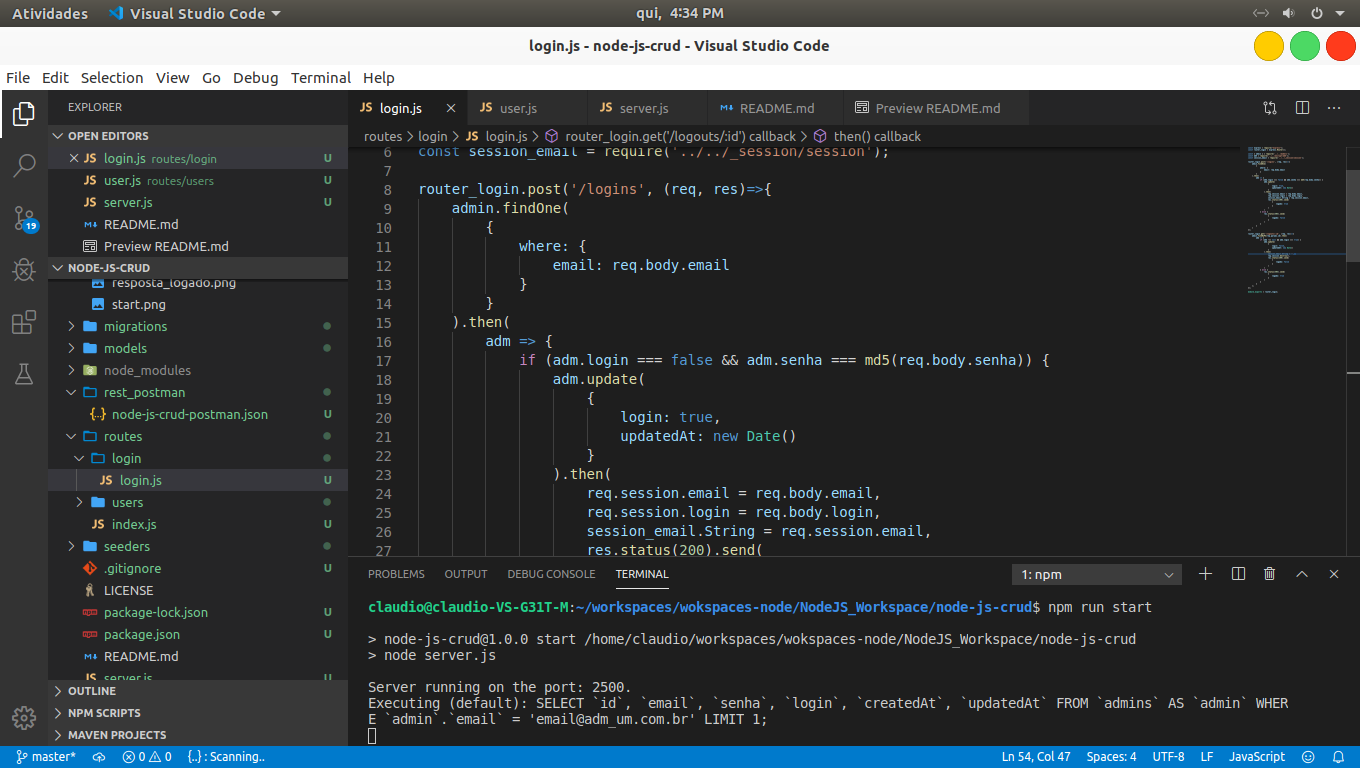 Atividades Visual Studio Code qui, 4:34 PM
login.js - node-js-crud - Visual Studio Code
File Edit Selection View Go Debug Terminal Help
EXPLORER
OPEN EDITORS
JS login.js routes/login U
JS user.js routes/users U
JS server.js U
README.md
Preview README.md
NODE-JS-CRUD
resposta_logado.png
start.png
migrations
models
node_modules
rest_postman
{..} node-js-crud-postman.json U
routes
login
JS login.js U
users
JS index.js U
seeders
.gitignore U
LICENSE
package-lock.json U
package.json U
README.md
JS server.js U
OUTLINE
NPM SCRIPTS
MAVEN PROJECTS
19
JS login.js JS user.js JS server.js README.md Preview README.md
routes > login > JS login.js > router_login.get('/logouts/:id') callback > then() callback
6 const session_email = require('../../_session/session');
7
8 router_login.post('/logins', (req, res)=>{
9 admin.findOne(
10 {
11 where: {
12 email: req.body.email
13 }
14 }
15 ).then(
16 adm => {
17 if (adm.login === false && adm.senha === md5(req.body.senha)) {
18 adm.update(
19 {
20 login: true,
21 updatedAt: new Date()
22 }
23 ).then(
24 req.session.email = req.body.email,
25 req.session.login = req.body.login,
26 session_email.String = req.session.email,
27 res.status(200).send(
PROBLEMS OUTPUT DEBUG CONSOLE TERMINAL 1: npm
claudio@claudio-VS-G31T-M:~/workspaces/wokspaces-node/NodeJS_Workspace/node-js-crud$ npm run start
> node-js-crud@1.0.0 start /home/claudio/workspaces/wokspaces-node/NodeJS_Workspace/node-js-crud
> node server.js
Server running on the port: 2500.
Executing (default): SELECT `id`, `email`, `senha`, `login`, `createdAt`, `updatedAt` FROM `admins` AS `admin` WHER
E `admin`.`email` = 'email@adm_um.com.br' LIMIT 1;
master* 0 0 {..} : Scanning.. Ln 54, Col 47 Spaces: 4 UTF-8 LF JavaScript